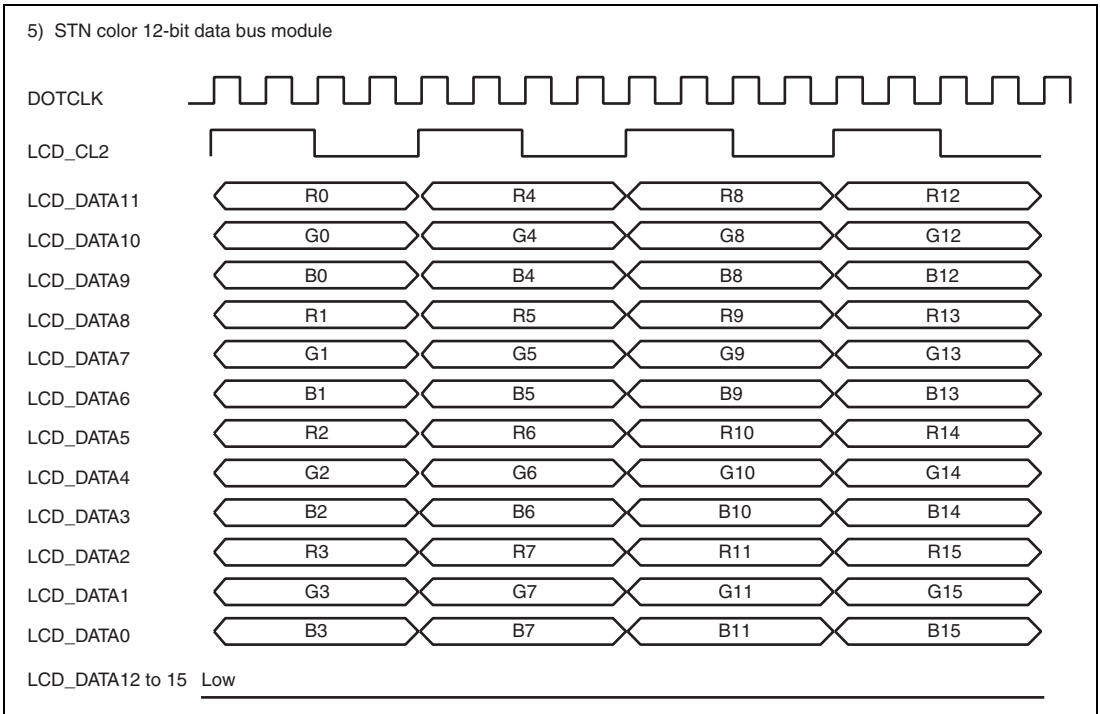 5) STN color 12-bit data bus module
DOTCLK
LCD_CL2
LCD_DATA11 R0 R4 R8 R12
LCD_DATA10 G0 G4 G8 G12
LCD_DATA9 B0 B4 B8 B12
LCD_DATA8 R1 R5 R9 R13
LCD_DATA7 G1 G5 G9 G13
LCD_DATA6 B1 B5 B9 B13
LCD_DATA5 R2 R6 R10 R14
LCD_DATA4 G2 G6 G10 G14
LCD_DATA3 B2 B6 B10 B14
LCD_DATA2 R3 R7 R11 R15
LCD_DATA1 G3 G7 G11 G15
LCD_DATA0 B3 B7 B11 B15
LCD_DATA12 to 15 Low